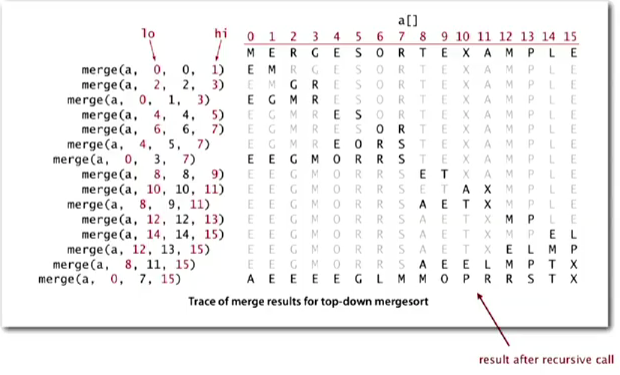 a[]
lo hi 0 1 2 3 4 5 6 7 8 9 10 11 12 13 14 15
M E R G E S O R T E X A M P L E
merge(a, 0, 0, 1) E M R G E S O R T E X A M P L E
merge(a, 2, 2, 3) E M G R E S O R T E X A M P L E
merge(a, 0, 1, 3) E G M R E S O R T E X A M P L E
merge(a, 4, 4, 5) E G M R E S O R T E X A M P L E
merge(a, 6, 6, 7) E G M R E S O R T E X A M P L E
merge(a, 4, 5, 7) E G M R E O R S T E X A M P L E
merge(a, 0, 3, 7) E E G M O R R S T E X A M P L E
merge(a, 8, 8, 9) E E G M O R R S E T X A M P L E
merge(a, 10, 10, 11) E E G M O R R S E T A X M P L E
merge(a, 8, 9, 11) E E G M O R R S A E T X M P L E
merge(a, 12, 12, 13) E E G M O R R S A E T X M P L E
merge(a, 14, 14, 15) E E G M O R R S A E T X M P E L
merge(a, 12, 13, 15) E E G M O R R S A E T X E L M P
merge(a, 8, 11, 15) E E G M O R R S A E E L M P T X
merge(a, 0, 7, 15) A E E E E G L M M O P R R S T X
Trace of merge results for top-down mergesort
result after recursive call